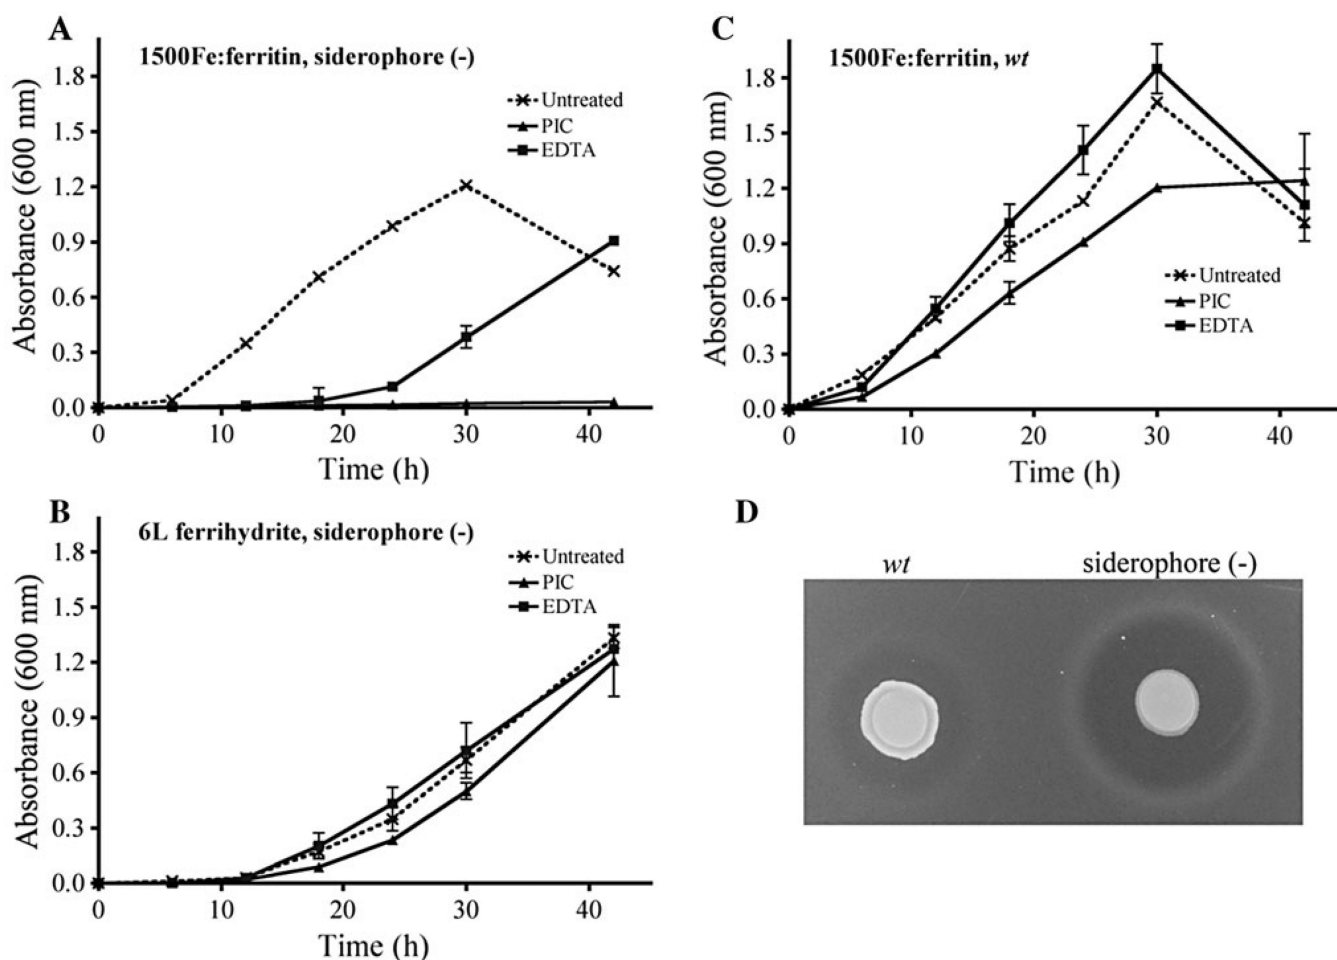 A
1500Fe:ferritin, siderophore (-)
Untreated
PIC
EDTA
1.8
1.5
1.2
0.9
0.6
0.3
0.0
Absorbance (600 nm)
0 10 20 30 40
Time (h)
B
6L ferrihydrite, siderophore (-)
Untreated
PIC
EDTA
1.8
1.5
1.2
0.9
0.6
0.3
0.0
Absorbance (600 nm)
0 10 20 30 40
Time (h)
C
1500Fe:ferritin, wt
1.8
1.5
1.2
0.9
0.6
0.3
0.0
Absorbance (600 nm)
Untreated
PIC
EDTA
0 10 20 30 40
Time (h)
D
wt siderophore (-)